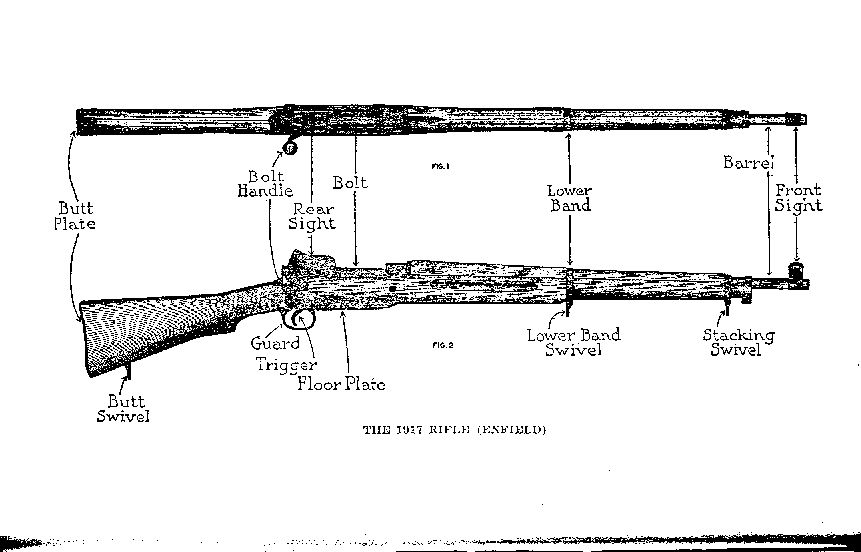 FIG. 1
Bolt
Handle
Bolt
Barrel
Butt
Plate
Rear
Sight
Lower
Band
Front
Sight
Guard
Trigger
Floor Plate
FIG. 2
Lower Band
Swivel
Stacking
Swivel
Butt
Swivel
THE 1917 RIFLE (ENFIELD)